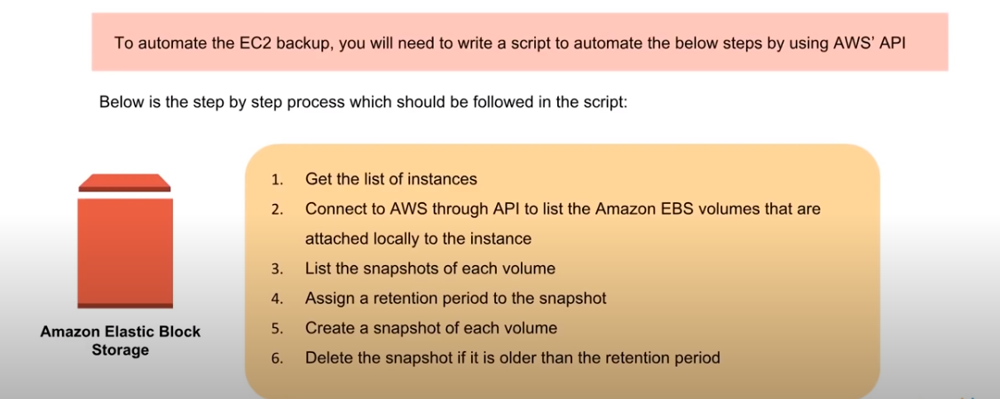 To automate the EC2 backup, you will need to write a script to automate the below steps by using AWS’ API
Below is the step by step process which should be followed in the script:
1. Get the list of instances
2. Connect to AWS through API to list the Amazon EBS volumes that are
attached locally to the instance
3. List the snapshots of each volume
4. Assign a retention period to the snapshot
5. Create a snapshot of each volume
6. Delete the snapshot if it is older than the retention period
Amazon Elastic Block
Storage